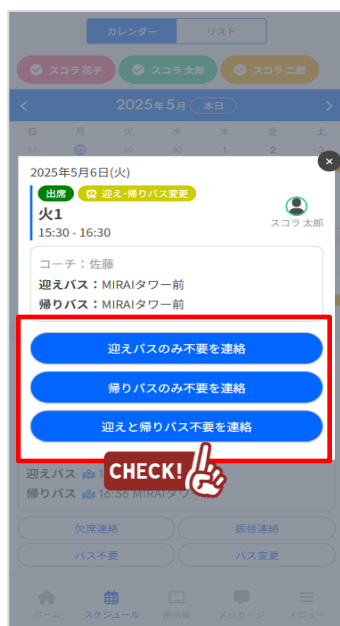 カレンダー リスト
スコラ花子 スコラ太郎 スコラ二郎
2025年5月 本日
日 月 火 水 木 金 土
27 28 29 30 1 2 3
×
2025年5月6日(火)
出席 迎え・帰りバス変更
火1
15:30 - 16:30
スコラ 太郎
コーチ：佐藤
迎えバス：MIRAIタワー前
帰りバス：MIRAIタワー前
迎えバスのみ不要を連絡
帰りバスのみ不要を連絡
迎えと帰りバス不要を連絡
CHECK!
迎えバス
帰りバス 16:56 MIRAIタワ
欠席連絡 振替連絡
バス不要 バス変更
ホーム スケジュール 掲示板 メッセージ メニュー